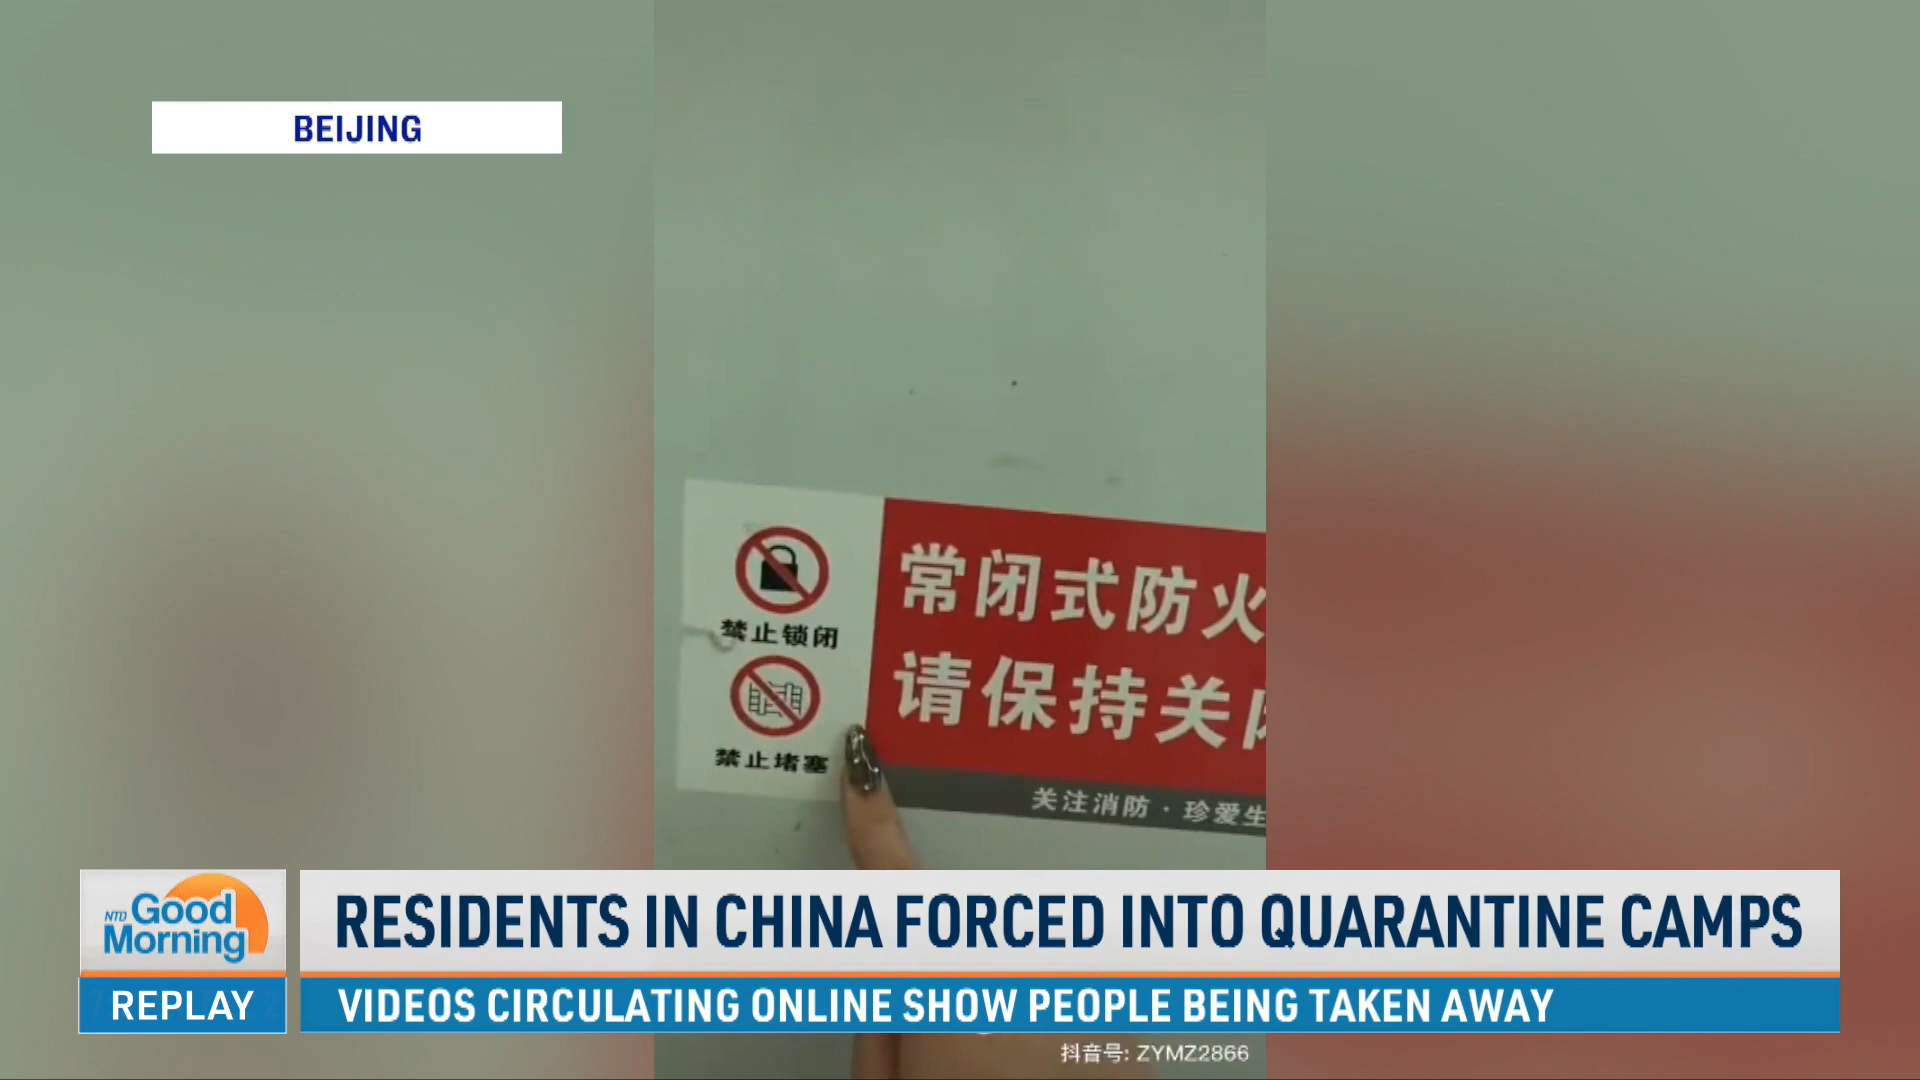 BEIJING
禁止锁闭
禁止堵塞
常闭式防火
请保持关
关注消防·珍爱生
NTD Good
Morning
REPLAY
RESIDENTS IN CHINA FORCED INTO QUARANTINE CAMPS
VIDEOS CIRCULATING ONLINE SHOW PEOPLE BEING TAKEN AWAY
抖音号: ZYMZ2866